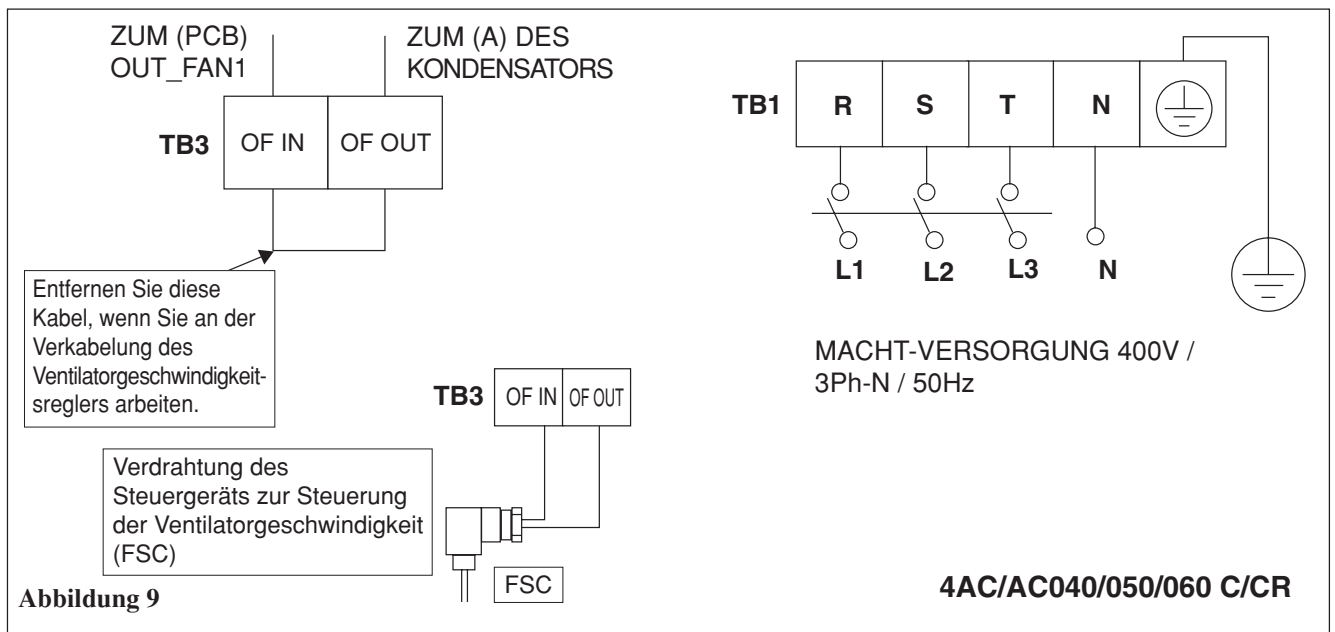 ZUM (PCB)
OUT_FAN1
ZUM (A) DES
KONDENSATORS
TB3
OF IN
OF OUT
Entfernen Sie diese
Kabel, wenn Sie an der
Verkabelung des
Ventilatorgeschwindigkeit-
sreglers arbeiten.
TB3
OF IN
OF OUT
Verdrahtung des
Steuergeräts zur Steuerung
der Ventilatorgeschwindigkeit
(FSC)
FSC
Abbildung 9
TB1
R
S
T
N
L1
L2
L3
N
MACHT-VERSORGUNG 400V /
3Ph-N / 50Hz
4AC/AC040/050/060 C/CR